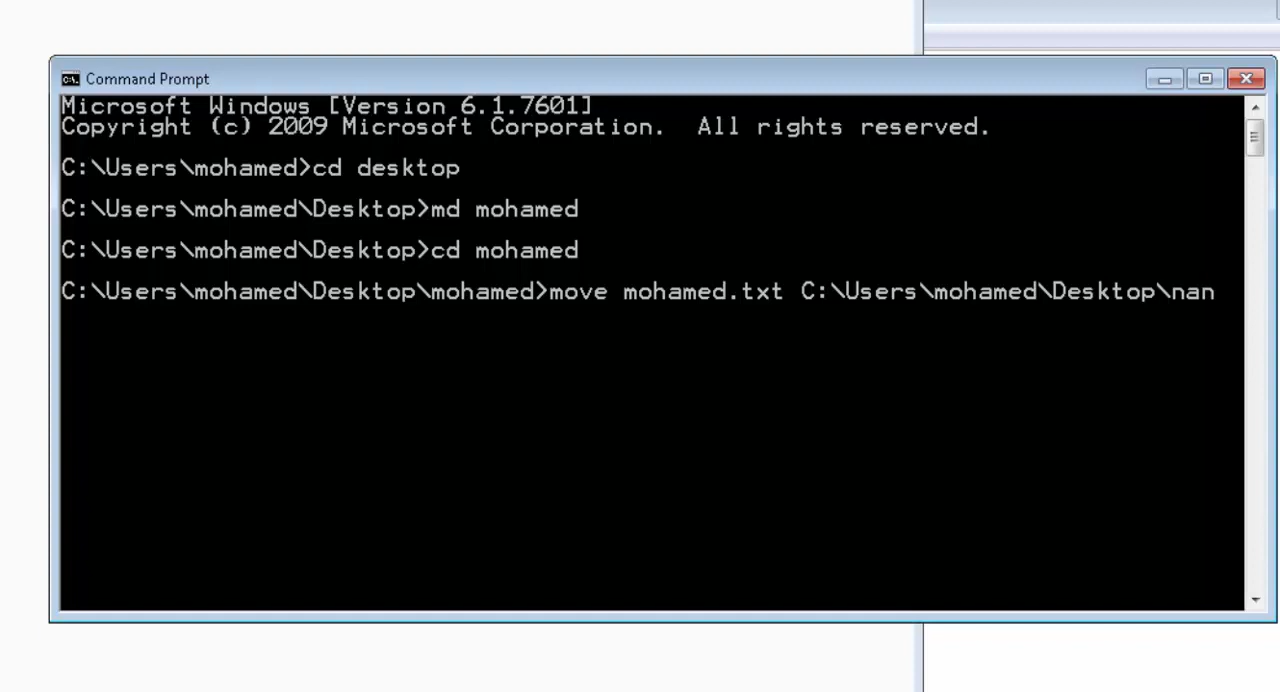 Command Prompt
Microsoft Windows [Version 6.1.7601]
Copyright (c) 2009 Microsoft Corporation.  All rights reserved.
C:\Users\mohamed>cd desktop
C:\Users\mohamed\Desktop>md mohamed
C:\Users\mohamed\Desktop>cd mohamed
C:\Users\mohamed\Desktop\mohamed>move mohamed.txt C:\Users\mohamed\Desktop\nan